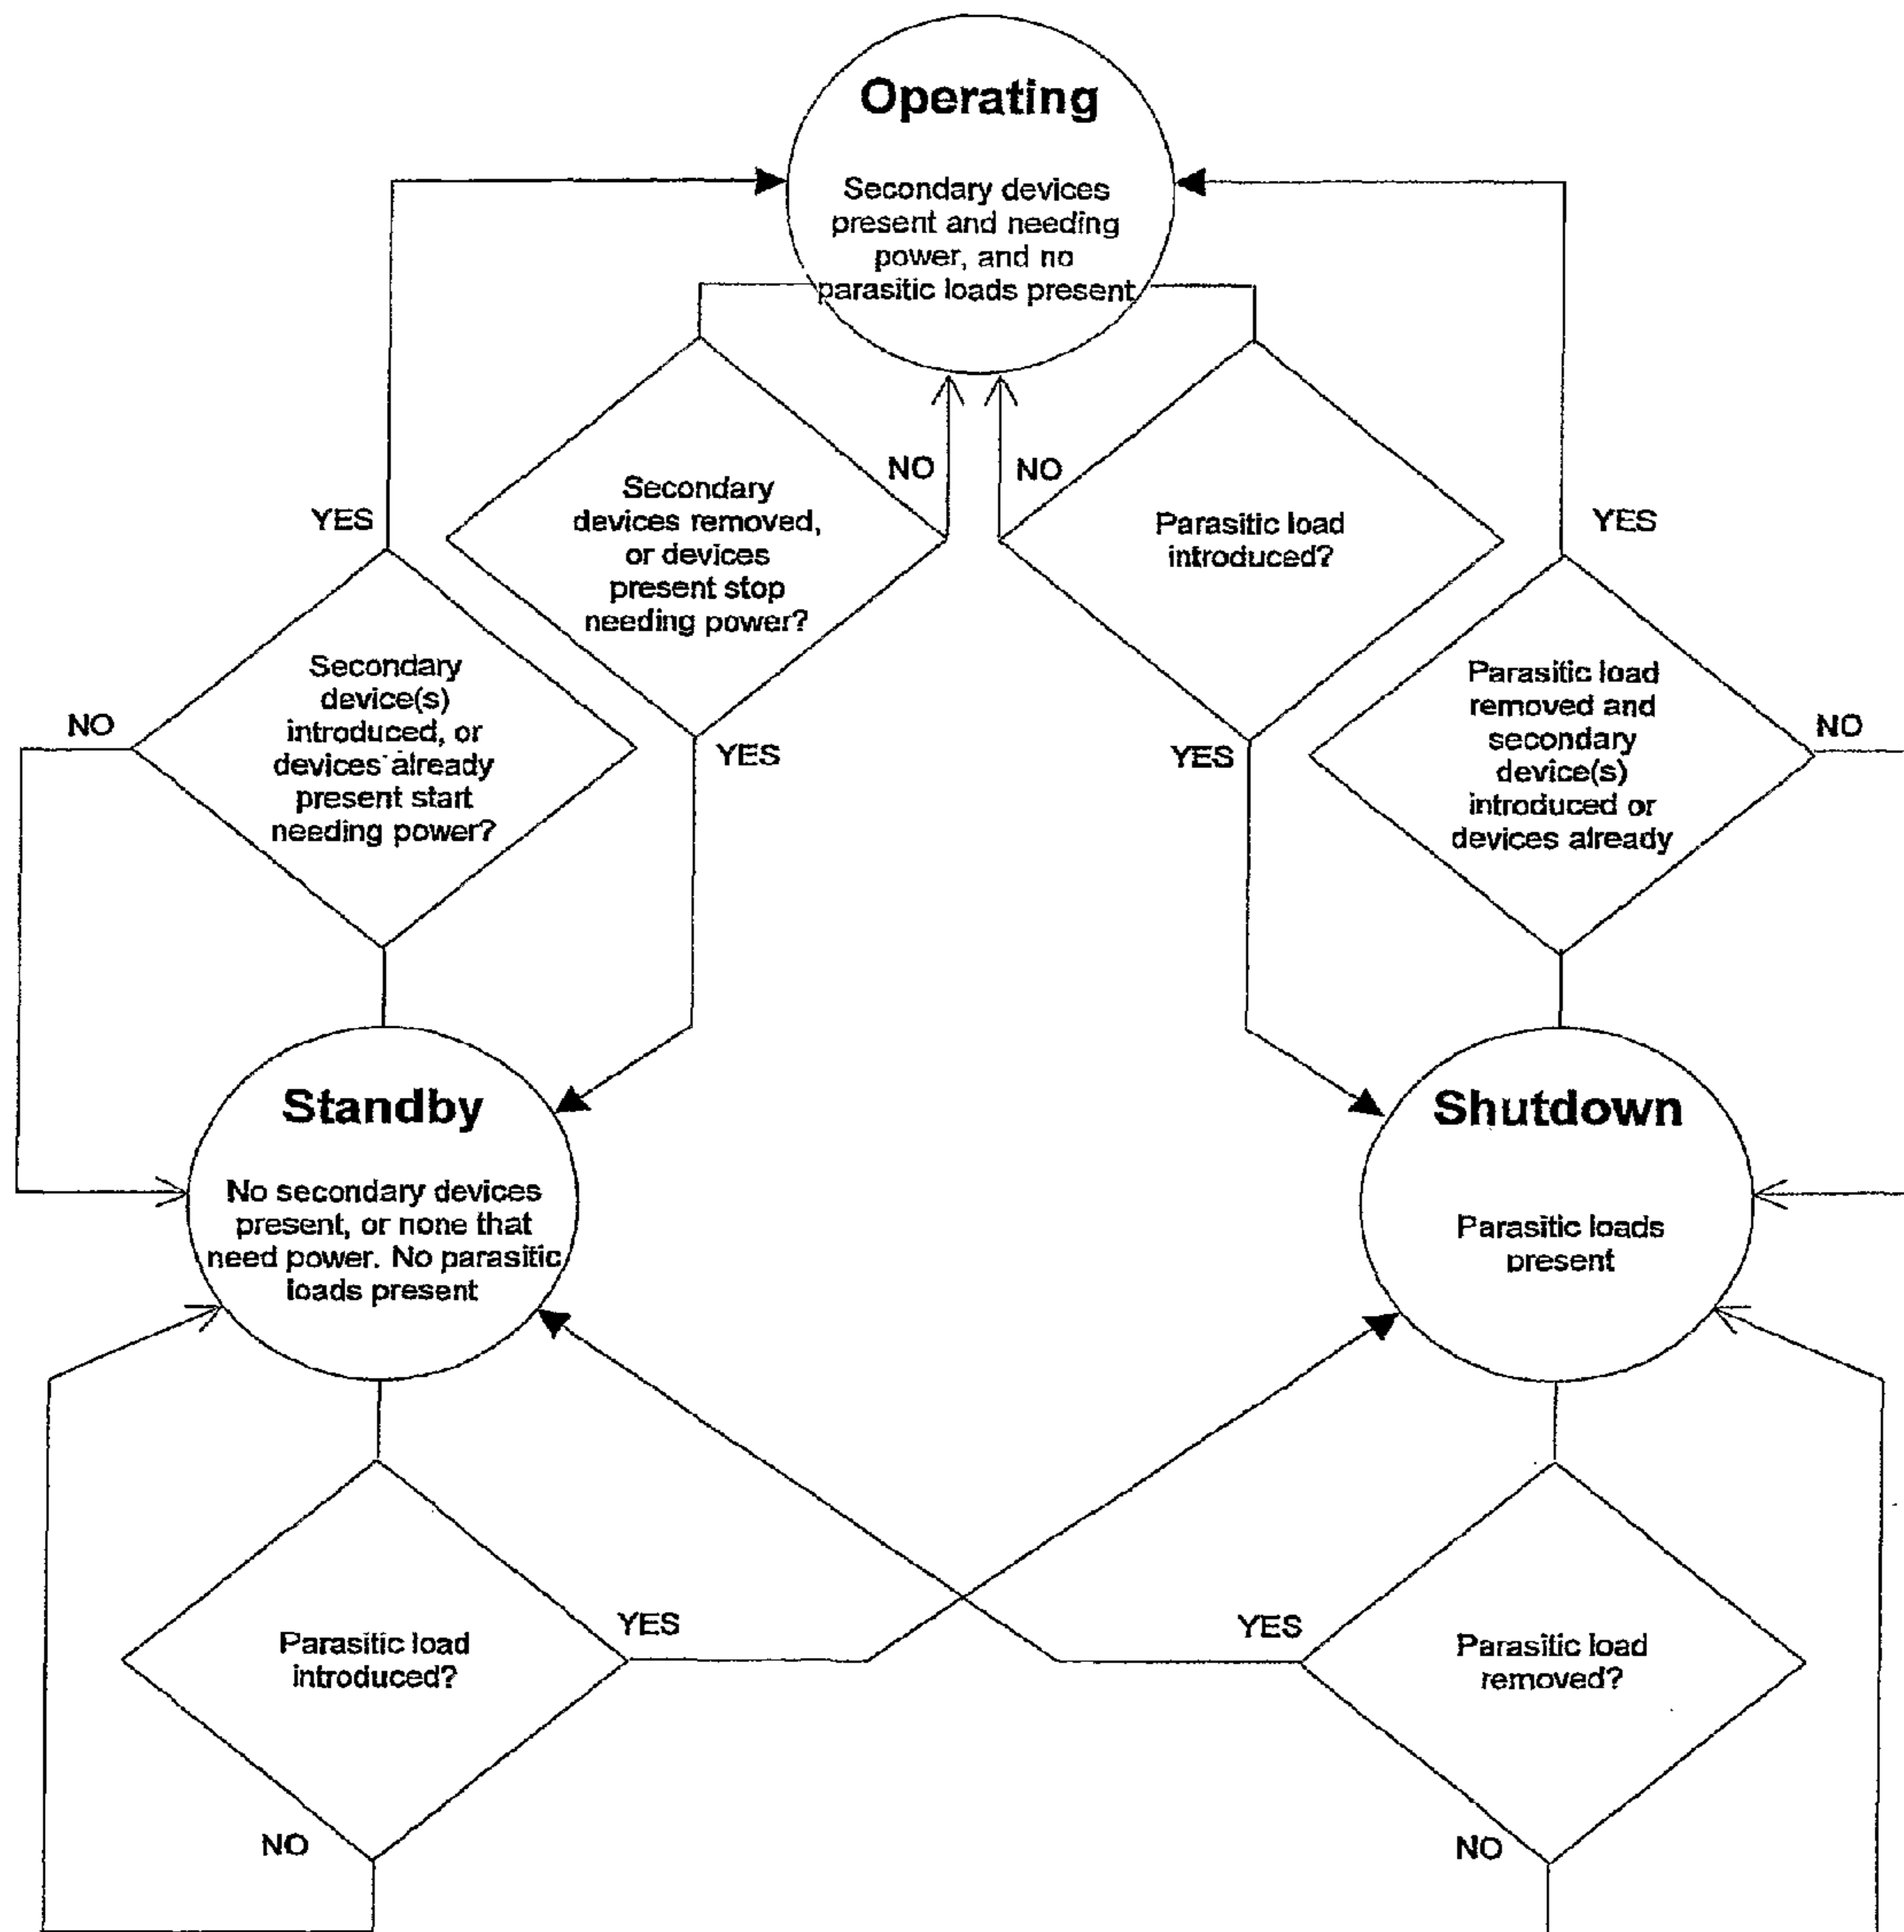 Operating
Secondary devices
present and needing
power, and no
parasitic loads present
NO
NO
Secondary
devices removed,
or devices
present stop
needing power?
Parasitic load
introduced?
YES
YES
Secondary
device(s)
introduced, or
devices already
present start
needing power?
NO
YES
YES
Parasitic load
removed and
secondary
device(s)
introduced or
devices already
NO
Standby
No secondary devices
present, or none that
need power. No parasitic
loads present
Shutdown
Parasitic loads
present
YES
Parasitic load
introduced?
NO
YES
Parasitic load
removed?
NO